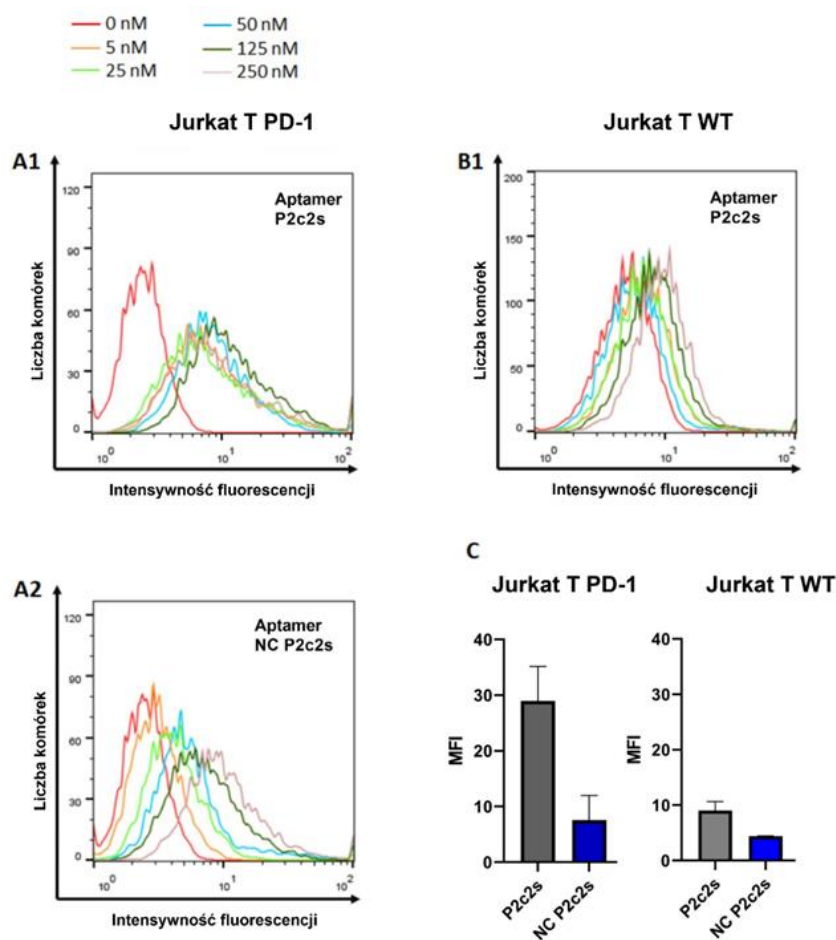 0 nM
50 nM
5 nM
125 nM
25 nM
250 nM
Jurkat T PD-1
Jurkat T WT
A1
Aptamer
P2c2s
120
90
60
30
0
Liczba komórek
10⁰
10¹
10²
Intensywność fluorescencji
B1
Aptamer
P2c2s
200
150
100
50
0
Liczba komórek
10⁰
10¹
10²
Intensywność fluorescencji
A2
Aptamer
NC P2c2s
120
90
60
30
0
Liczba komórek
10⁰
10¹
10²
Intensywność fluorescencji
C
Jurkat T PD-1
Jurkat T WT
40
30
20
10
0
MFI
P2c2s
NC P2c2s
40
30
20
10
0
MFI
P2c2s
NC P2c2s